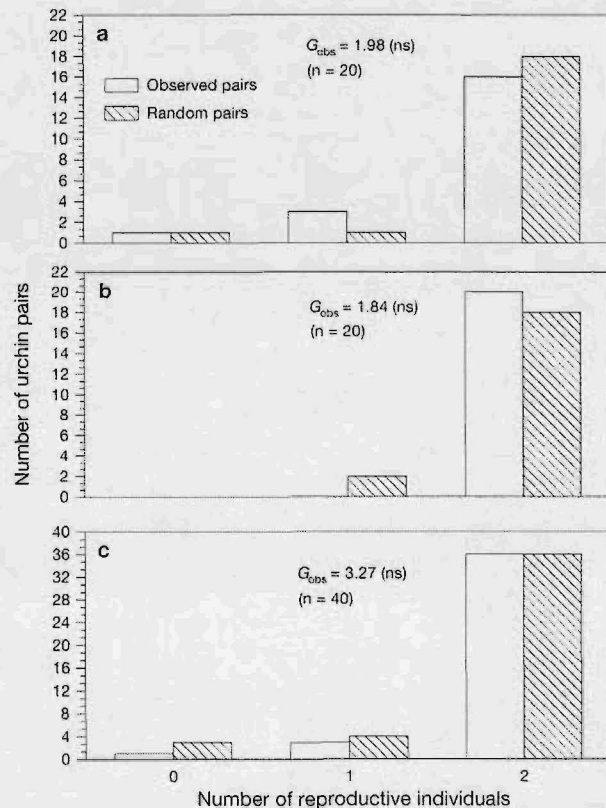 a
G_obs = 1.98 (ns)
(n = 20)
Observed pairs
Random pairs
22
20
18
16
14
12
10
8
6
4
2
0
b
G_obs = 1.84 (ns)
(n = 20)
22
20
18
16
14
12
10
8
6
4
2
0
Number of urchin pairs
c
G_obs = 3.27 (ns)
(n = 40)
40
36
32
28
24
20
16
12
8
4
0
0 1 2
Number of reproductive individuals